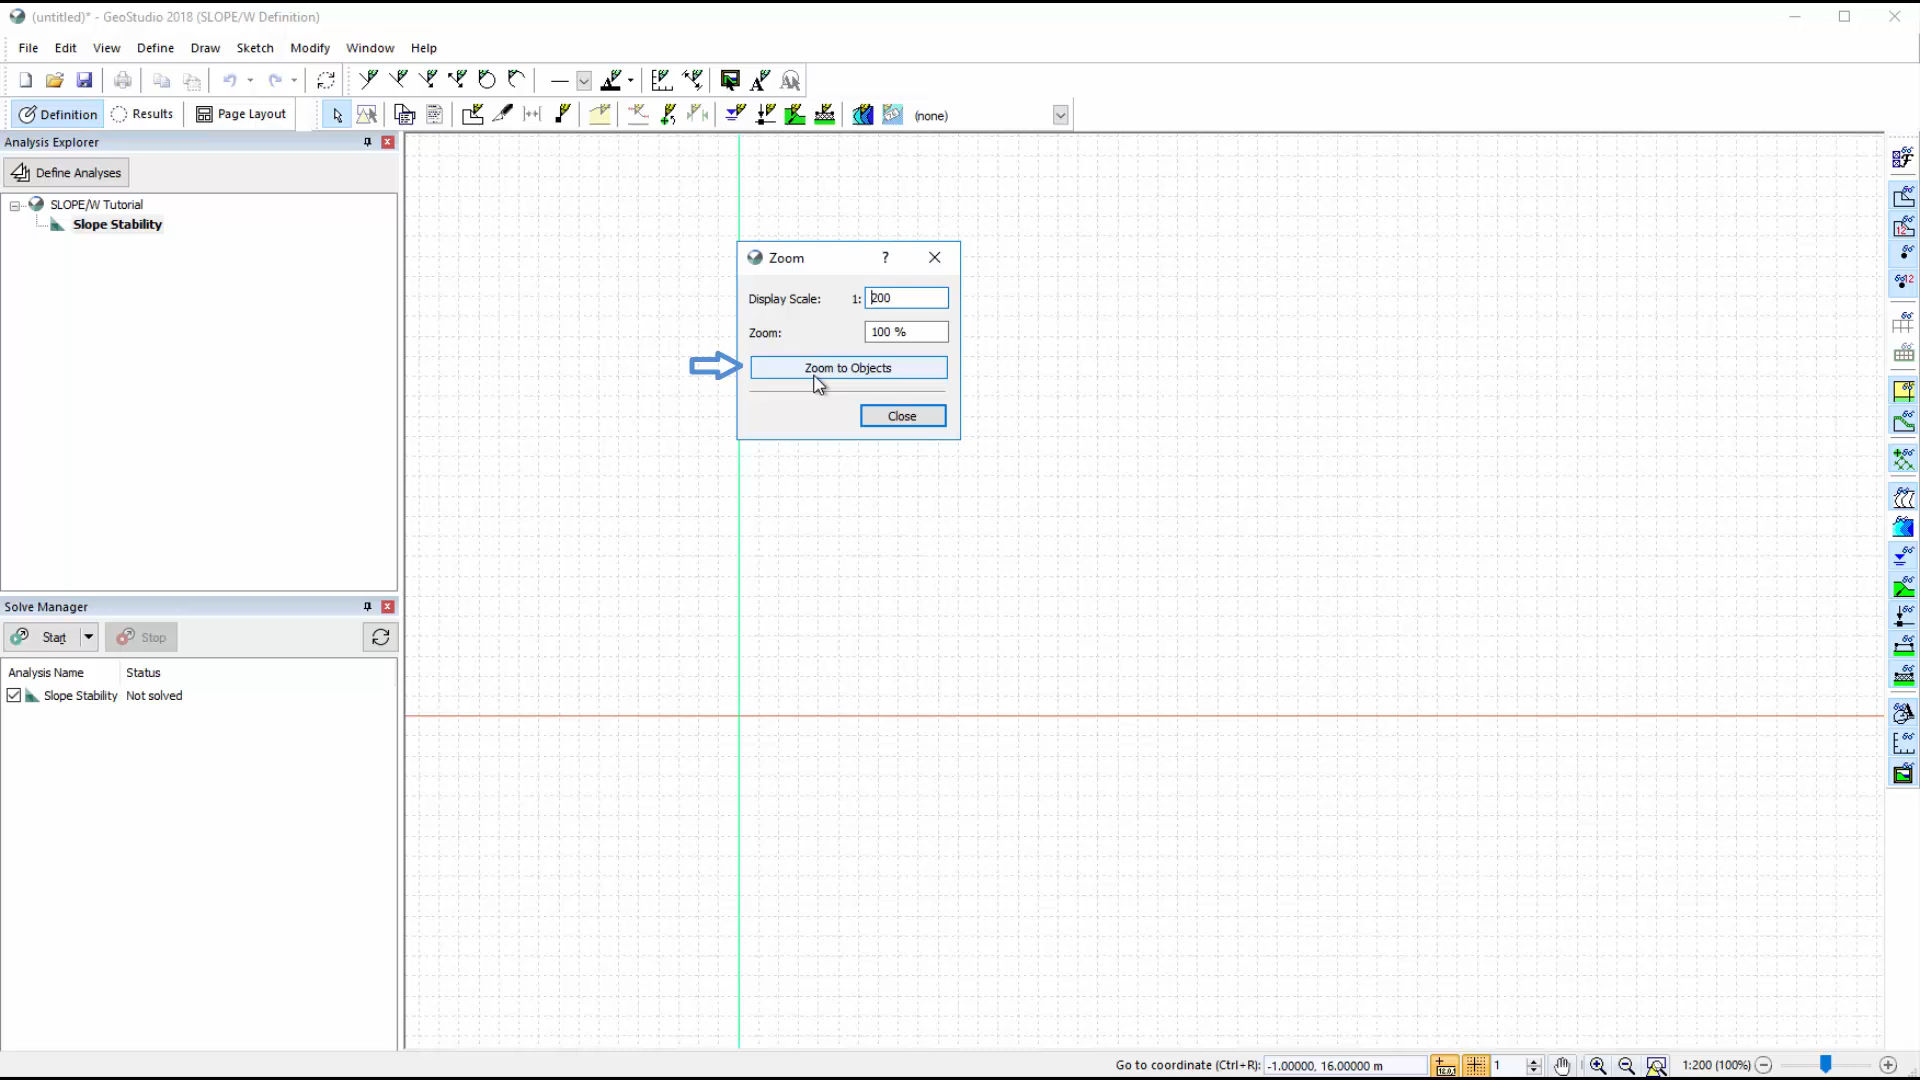 (untitled)* - GeoStudio 2018 (SLOPE/W Definition)
File Edit View Define Draw Sketch Modify Window Help
Definition Results Page Layout (none)
Analysis Explorer
Define Analyses
SLOPE/W Tutorial
Slope Stability
Zoom ?
Display Scale: 1: 200
Zoom: 100 %
Zoom to Objects
Close
Solve Manager
Start Stop
Analysis Name Status
Slope Stability Not solved
Go to coordinate (Ctrl+R): -1.00000, 16.00000 m 1 1:200 (100%)